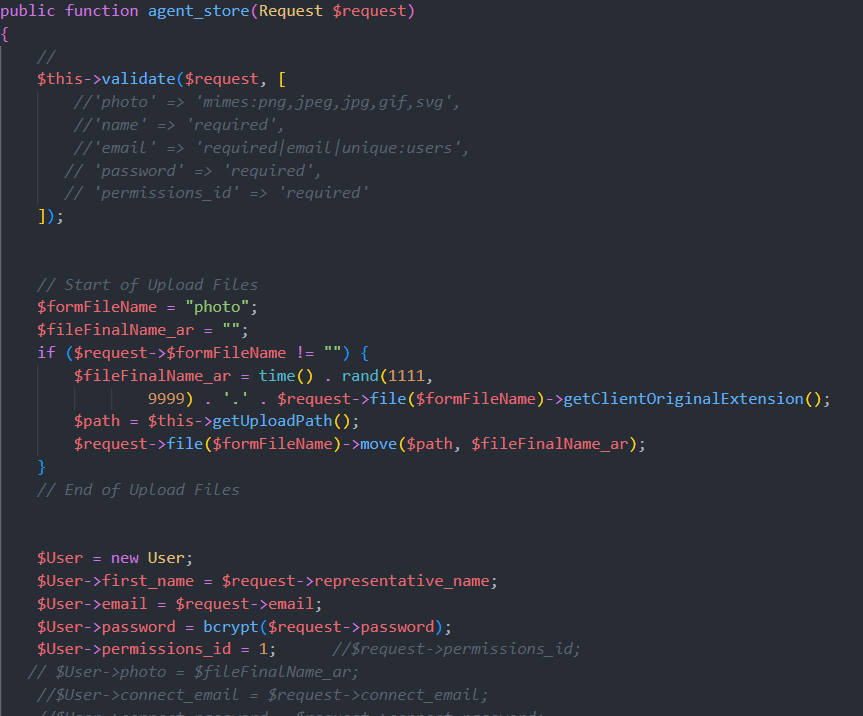 public function agent_store(Request $request)
{
    //
    $this->validate($request, [
        //'photo' => 'mimes:png,jpeg,jpg,gif,svg',
        //'name' => 'required',
        //'email' => 'required|email|unique:users',
       // 'password' => 'required',
       // 'permissions_id' => 'required'
    ]);
    // Start of Upload Files
    $formFileName = "photo";
    $fileFinalName_ar = "";
    if ($request->$formFileName != "") {
        $fileFinalName_ar = time() . rand(1111,
                9999) . '.' . $request->file($formFileName)->getClientOriginalExtension();
        $path = $this->getUploadPath();
        $request->file($formFileName)->move($path, $fileFinalName_ar);
    }
    // End of Upload Files
    $User = new User;
    $User->first_name = $request->representative_name;
    $User->email = $request->email;
    $User->password = bcrypt($request->password);
    $User->permissions_id = 1;      //$request->permissions_id;
   // $User->photo = $fileFinalName_ar;
    //$User->connect_email = $request->connect_email;
    //$User->connect_password = $request->connect_password;